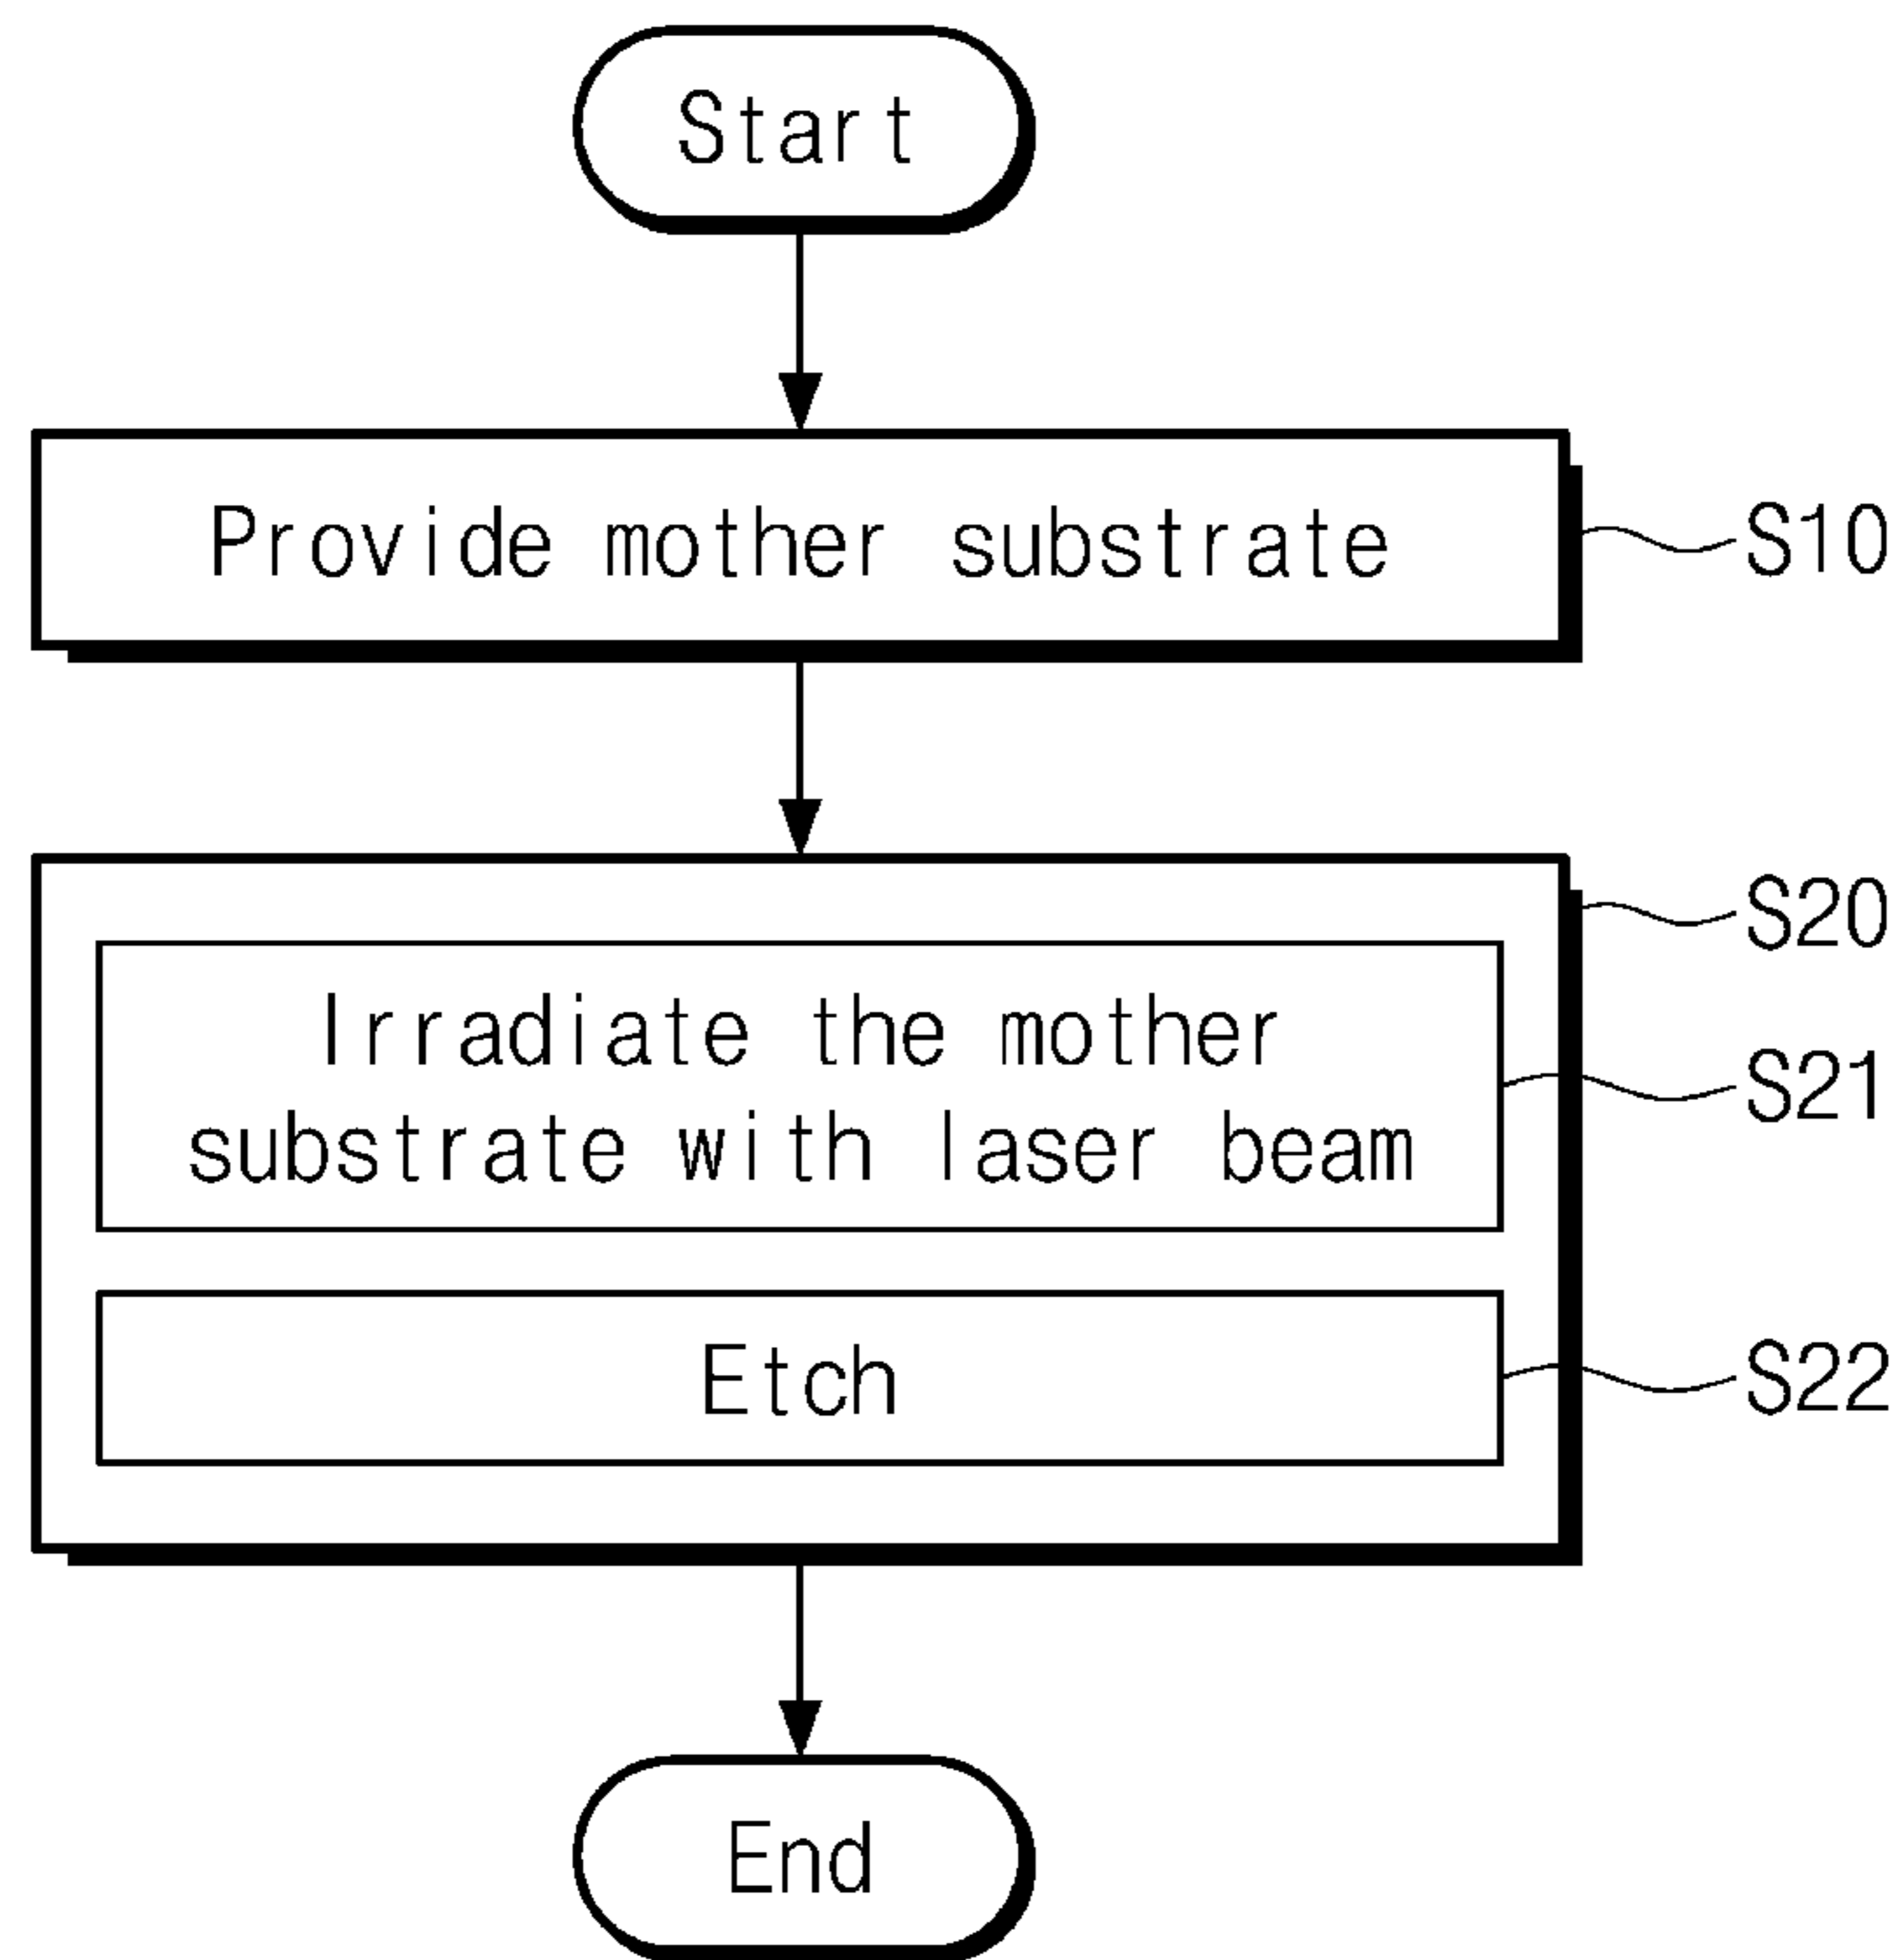 Start
Provide mother substrate
S10
S20
Irradiate the mother
substrate with laser beam
S21
Etch
S22
End